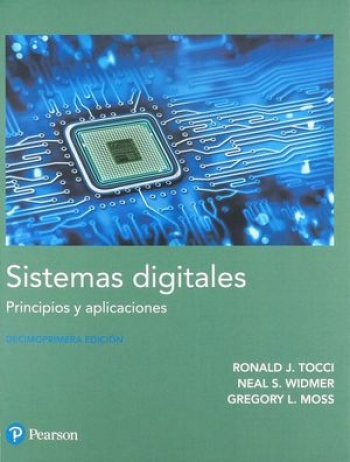 Sistemas digitales
Principios y aplicaciones
DECIMOPRIMERA EDICIÓN
RONALD J. TOCCI
NEAL S. WIDMER
GREGORY L. MOSS
Pearson